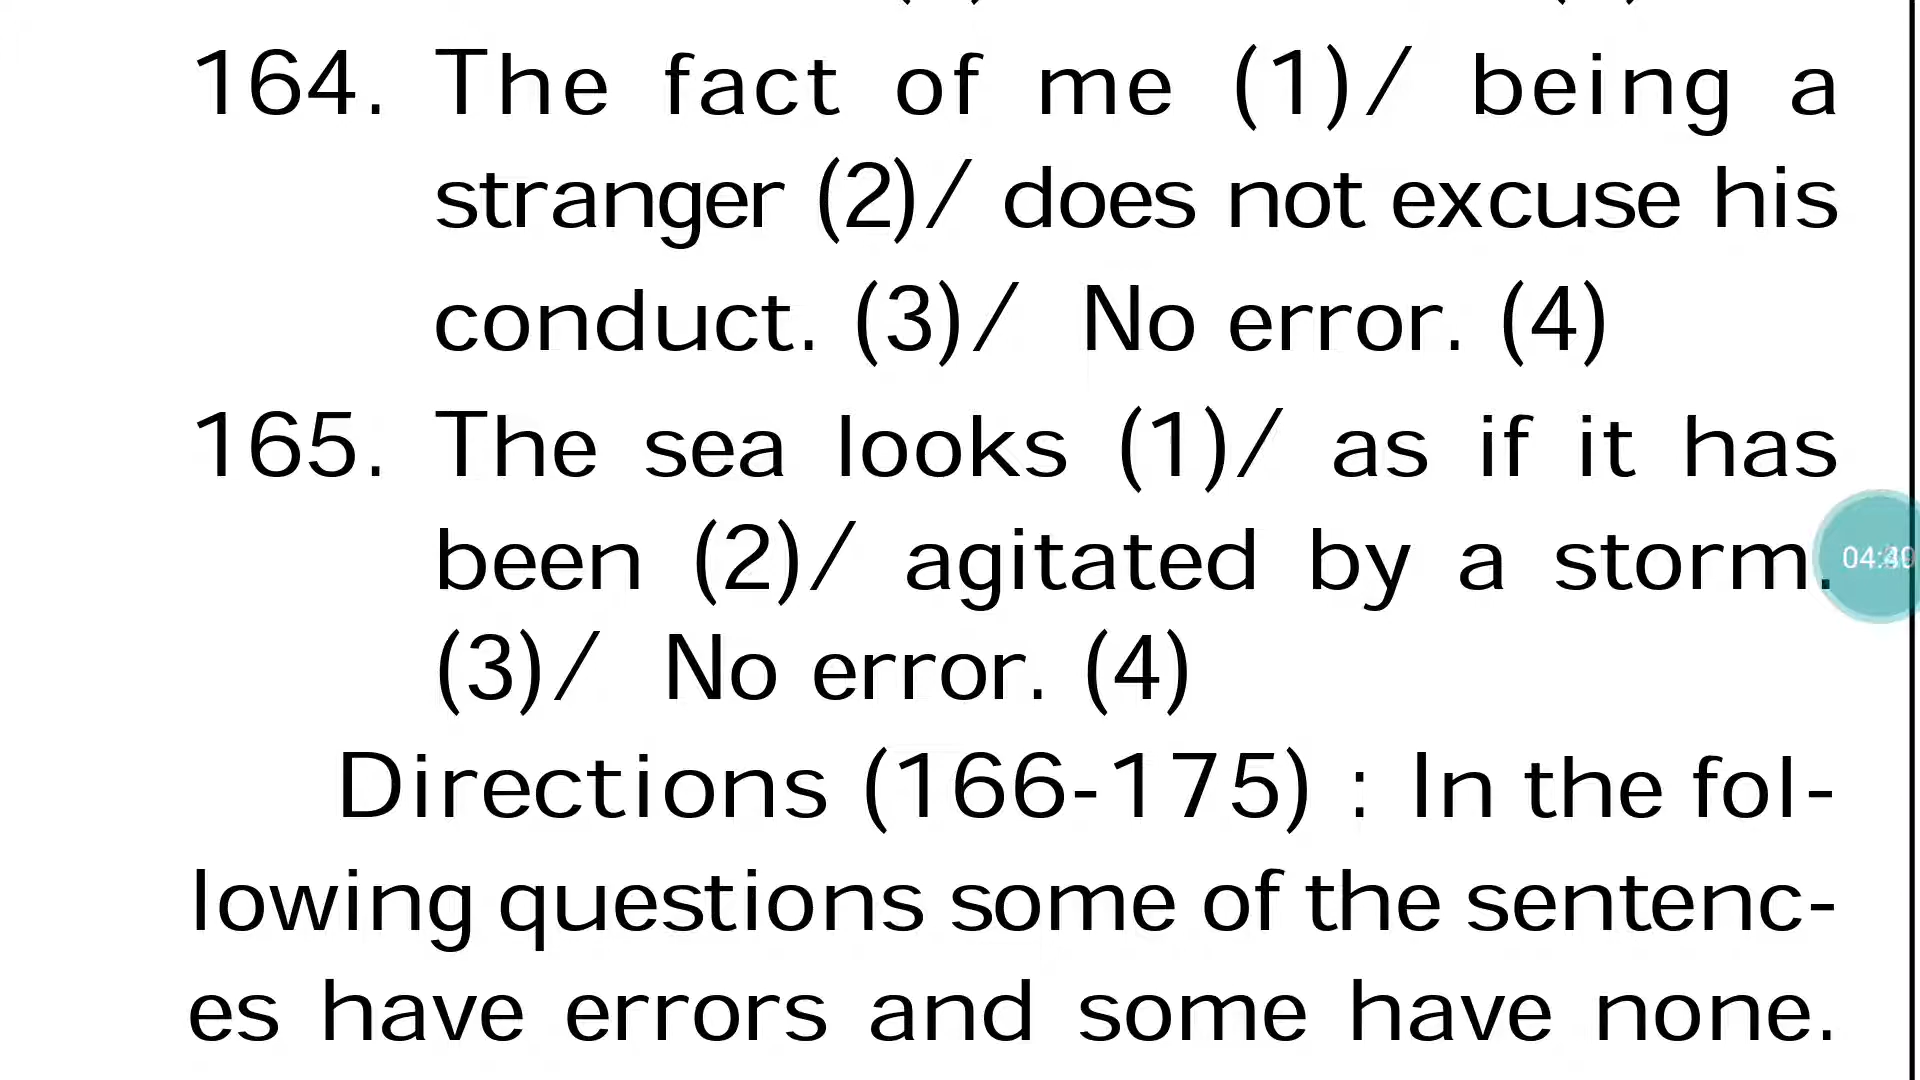 164. The fact of me (1)/ being a
stranger (2)/ does not excuse his
conduct. (3)/ No error. (4)
165. The sea looks (1)/ as if it has
been (2)/ agitated by a storm.
(3)/ No error. (4)
Directions (166-175) : In the fol-
lowing questions some of the sentenc-
es have errors and some have none.